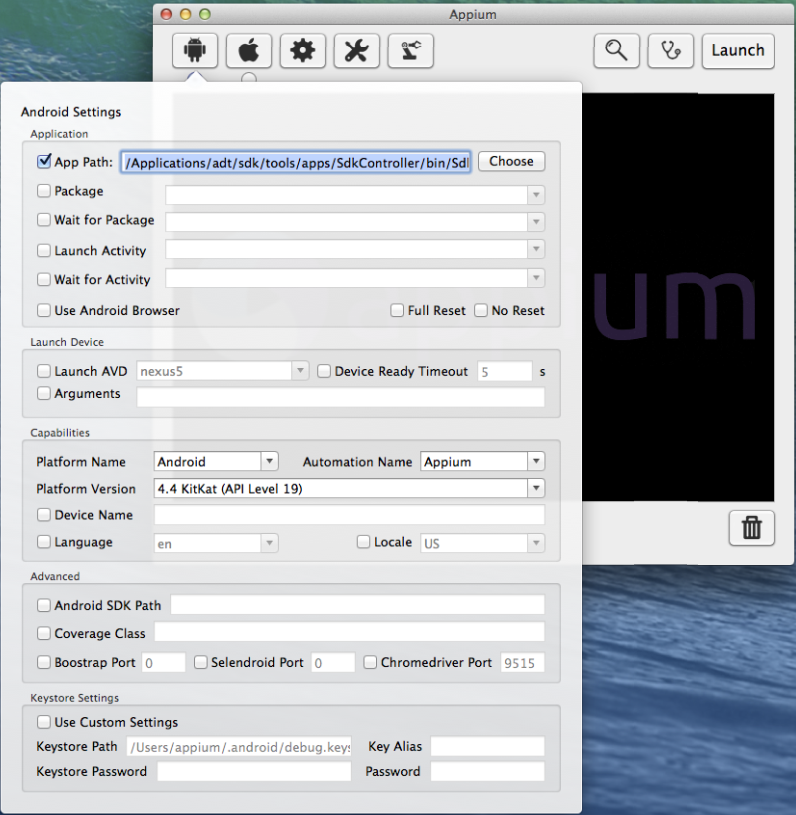 Appium
Launch
Android Settings
Application
App Path: /Applications/adt/sdk/tools/apps/SdkController/bin/Sd Choose
Package
Wait for Package
Launch Activity
Wait for Activity
Use Android Browser Full Reset No Reset
um
Launch Device
Launch AVD nexus5 Device Ready Timeout 5 s
Arguments
Capabilities
Platform Name Android Automation Name Appium
Platform Version 4.4 KitKat (API Level 19)
Device Name
Language en Locale US
Advanced
Android SDK Path
Coverage Class
Boostrap Port 0 Selendroid Port 0 Chromedriver Port 9515
Keystore Settings
Use Custom Settings
Keystore Path /Users/appium/.android/debug.keys Key Alias
Keystore Password Password